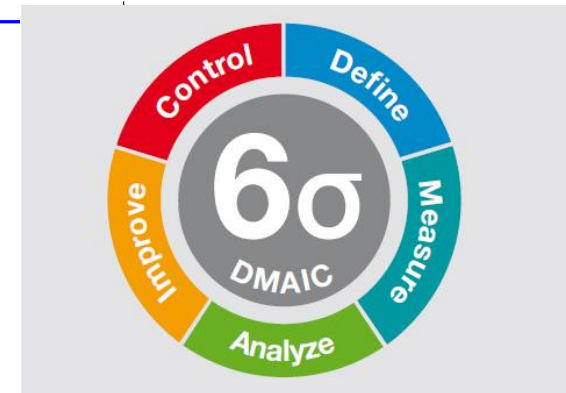 Define
Measure
Analyze
Improve
Control
6σ
DMAIC